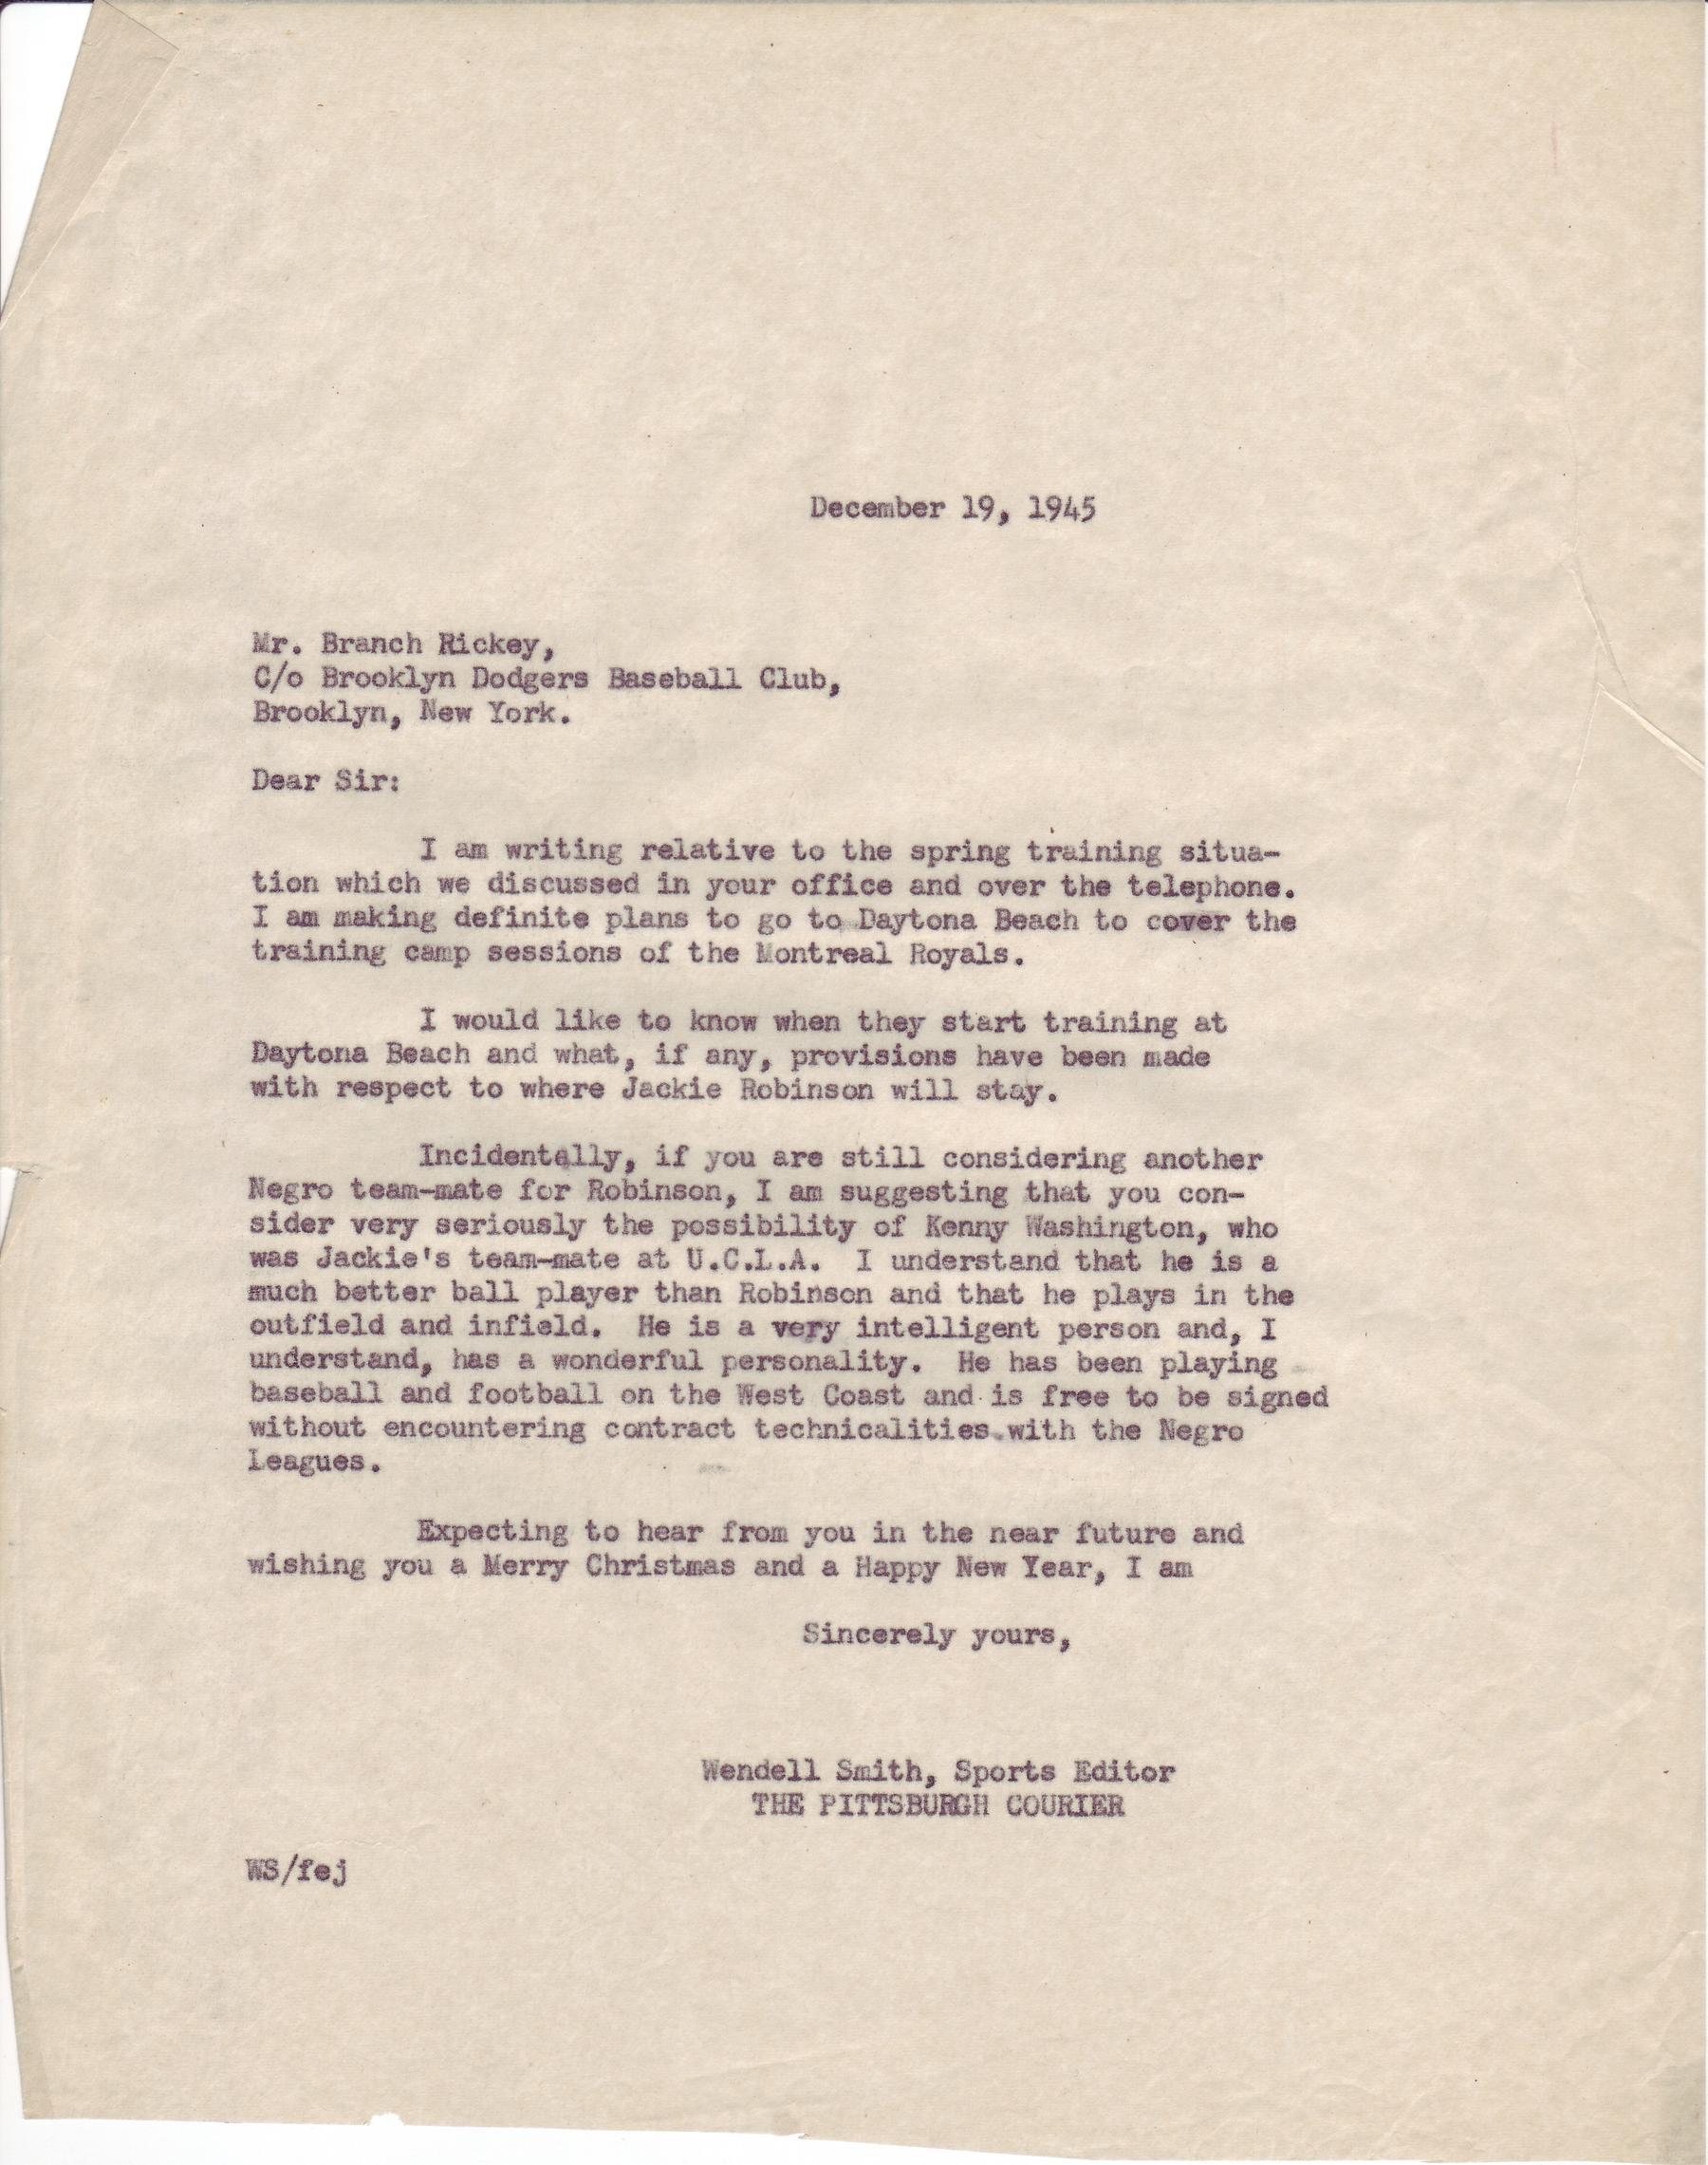 December 19, 1945
Mr. Branch Rickey,
C/o Brooklyn Dodgers Baseball Club,
Brooklyn, New York.
Dear Sir:
I am writing relative to the spring training situa-
tion which we discussed in your office and over the telephone.
I am making definite plans to go to Daytona Beach to cover the
training camp sessions of the Montreal Royals.
I would like to know when they start training at
Daytona Beach and what, if any, provisions have been made
with respect to where Jackie Robinson will stay.
Incidentally, if you are still considering another
Negro team-mate for Robinson, I am suggesting that you con-
sider very seriously the possibility of Kenny Washington, who
was Jackie's team-mate at U.C.L.A. I understand that he is a
much better ball player than Robinson and that he plays in the
outfield and infield. He is a very intelligent person and, I
understand, has a wonderful personality. He has been playing
baseball and football on the West Coast and is free to be signed
without encountering contract technicalities with the Negro
leagues.
Expecting to hear from you in the near future and
wishing you a Merry Christmas and a Happy New Year, I am
Sincerely yours,
Wendell Smith, Sports Editor
THE PITTSBURGH COURIER
WS/fej